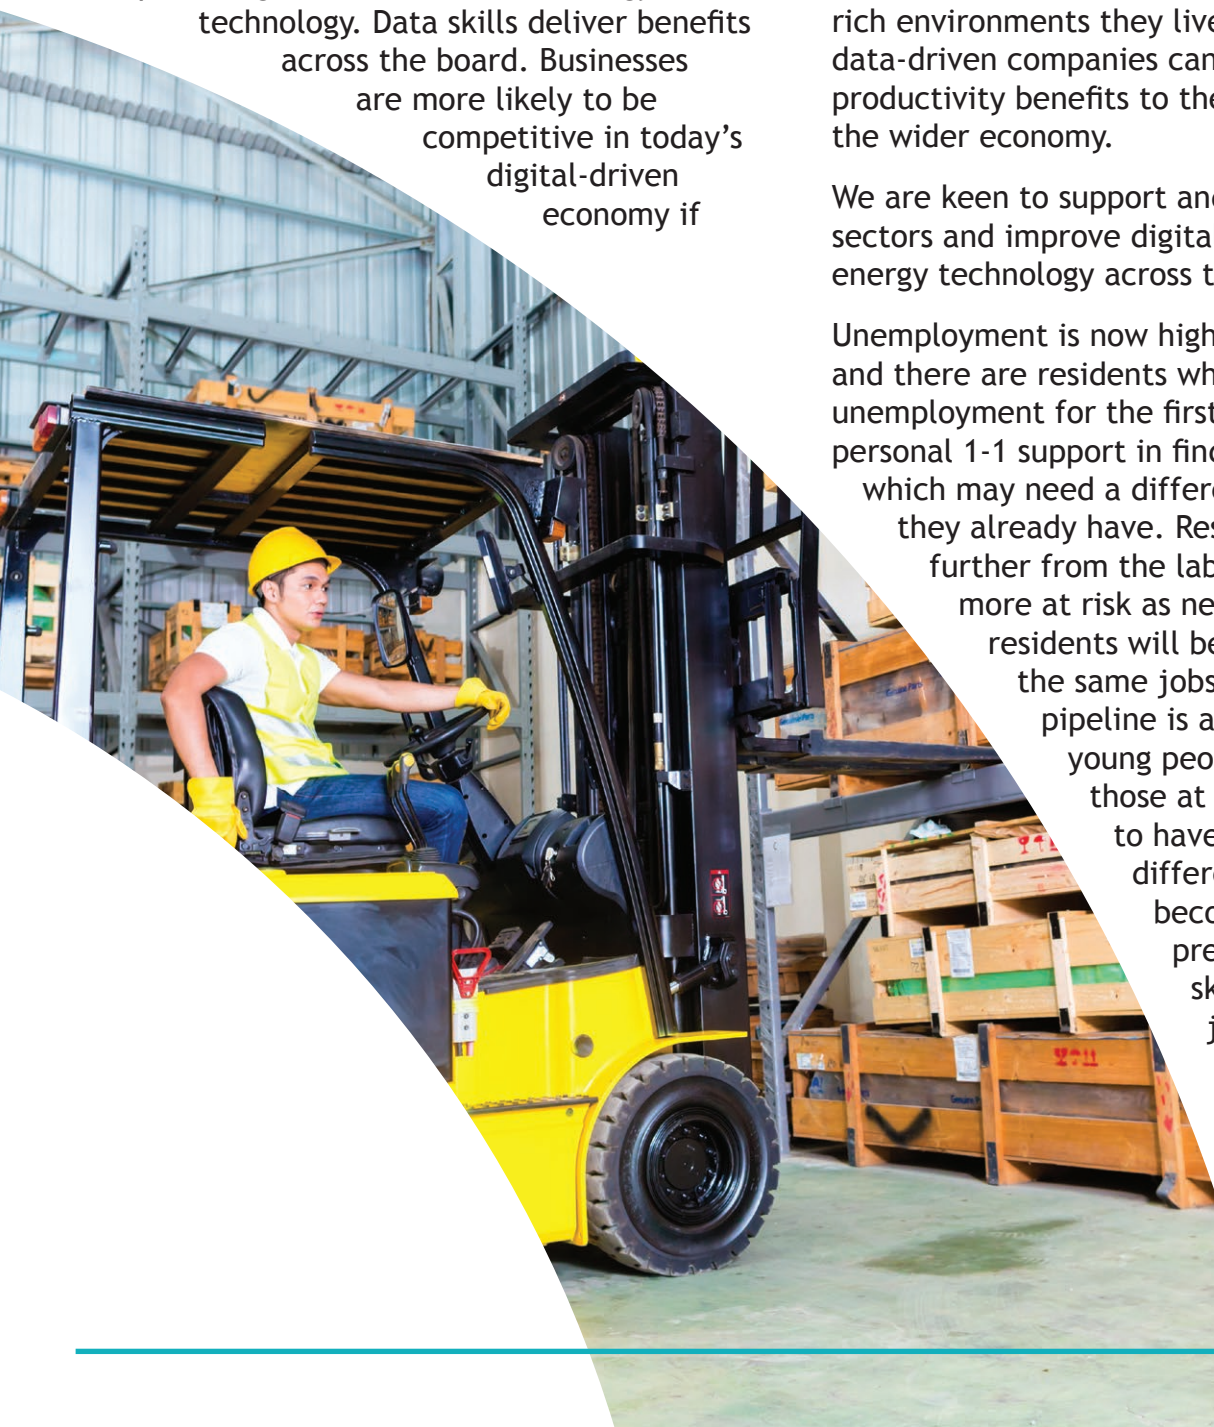 technology. Data skills deliver benefits
across the board. Businesses
are more likely to be
competitive in today’s
digital-driven
economy if
rich environments they live
data-driven companies can
productivity benefits to the
the wider economy.
We are keen to support and
sectors and improve digita
energy technology across t
Unemployment is now high
and there are residents wh
unemployment for the first
personal 1-1 support in find
which may need a differe
they already have. Res
further from the lab
more at risk as ne
residents will be
the same jobs
pipeline is a
young peo
those at
to have
differe
beco
pre
sk
j
Genuine Parts